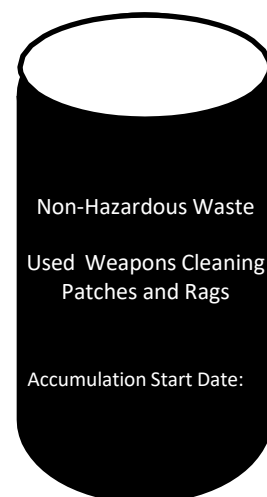 Non-Hazardous Waste
Used  Weapons Cleaning
Patches and Rags
Accumulation Start Date: